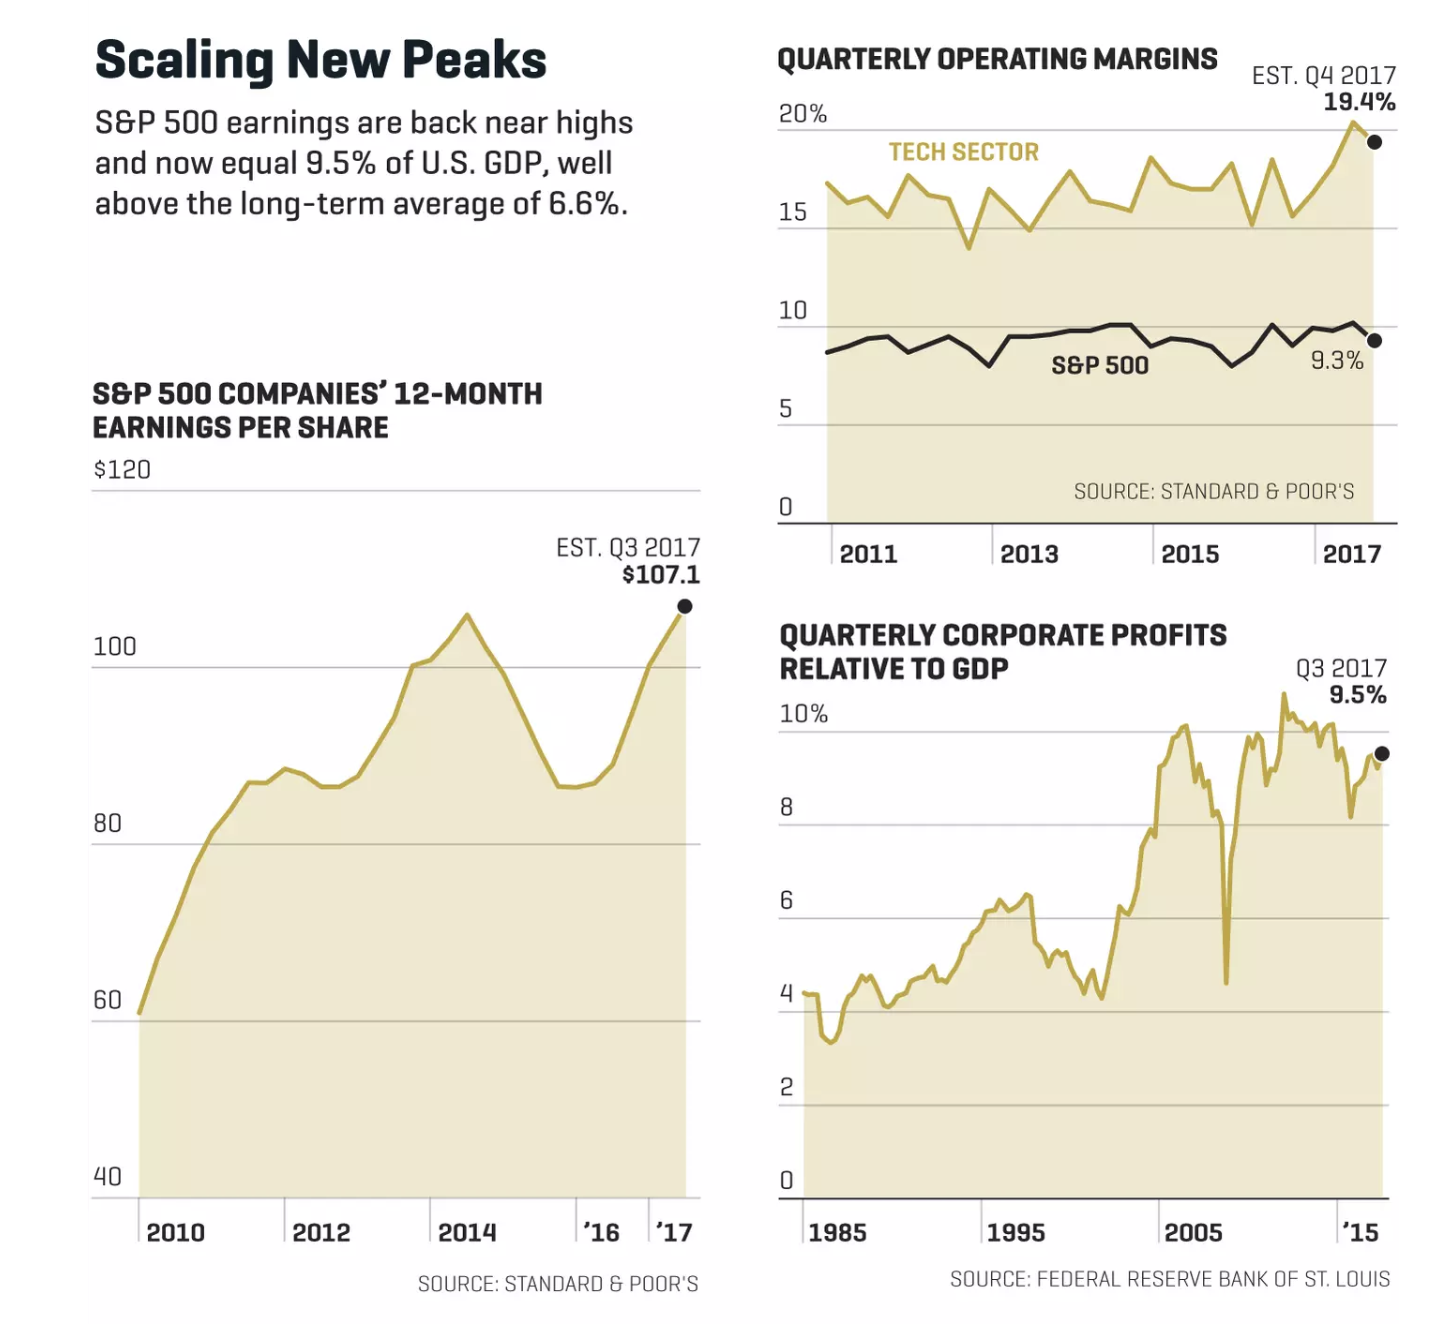 Scaling New Peaks
S&P 500 earnings are back near highs
and now equal 9.5% of U.S. GDP, well
above the long-term average of 6.6%.
S&P 500 COMPANIES’ 12-MONTH
EARNINGS PER SHARE
$120
EST. Q3 2017
$107.1
100
80
60
40
2010
2012
2014
’16
’17
SOURCE: STANDARD & POOR'S
QUARTERLY OPERATING MARGINS
EST. Q4 2017
19.4%
20%
TECH SECTOR
15
10
S&P 500
9.3%
5
SOURCE: STANDARD & POOR'S
0
2011
2013
2015
2017
QUARTERLY CORPORATE PROFITS
RELATIVE TO GDP
Q3 2017
9.5%
10%
8
6
4
2
0
1985
1995
2005
’15
SOURCE: FEDERAL RESERVE BANK OF ST. LOUIS